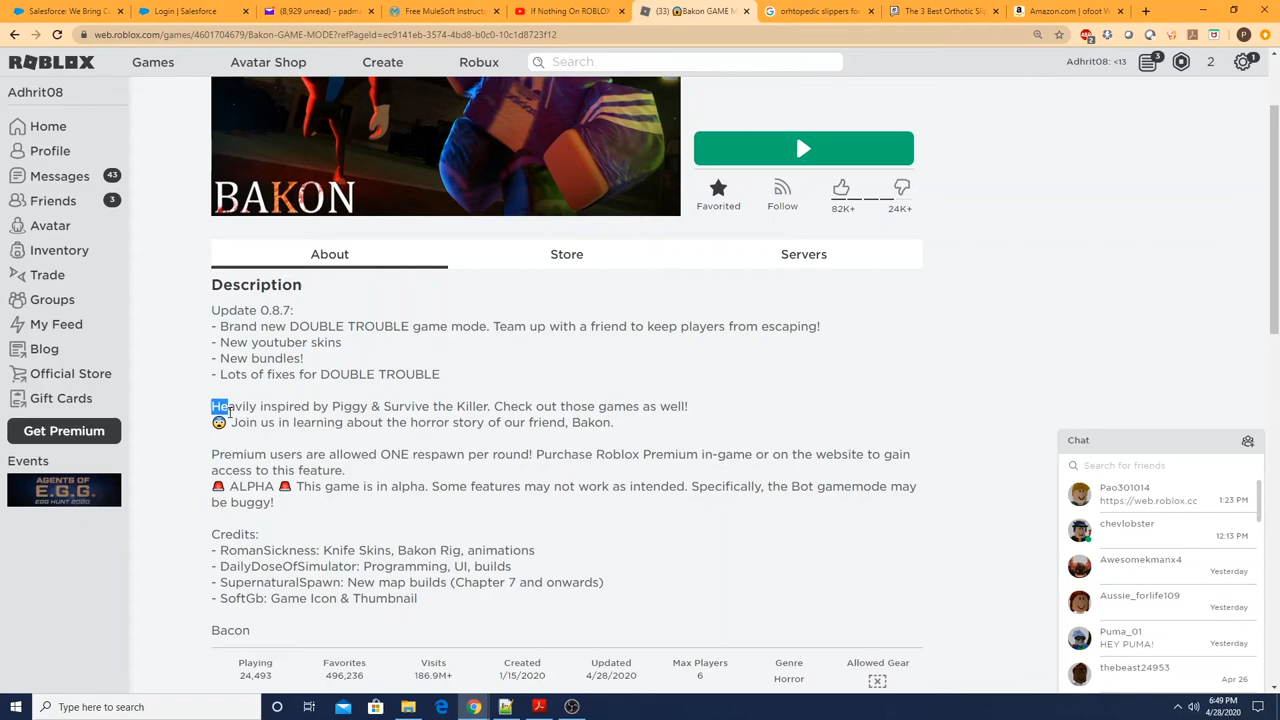 Salesforce: We Bring Co
Login | Salesforce
(8,929 unread) - padm
Free MuleSoft Instructo
If Nothing On ROBLOX
(33) 😱Bakon GAME M
orhtopedic slippers for
The 3 Best Orthotic Slip
Amazon.com | ofoot W
web.roblox.com/games/4601704679/Bakon-GAME-MODE?refPageId=ec9141eb-3574-4bd8-b0c0-10c1d8723f12
ROBLOX Games Avatar Shop Create Robux Search Adhrit08: <13 3 2 1
Adhrit08
Home
Profile
Messages 43
Friends 3
Avatar
Inventory
Trade
Groups
My Feed
Blog
Official Store
Gift Cards
Get Premium
Events
AGENTS OF E.G.G.
EGG HUNT 2020
BAKON
Favorited Follow 82K+ 24K+
About Store Servers
Description
Update 0.8.7:
- Brand new DOUBLE TROUBLE game mode. Team up with a friend to keep players from escaping!
- New youtuber skins
- New bundles!
- Lots of fixes for DOUBLE TROUBLE
Heavily inspired by Piggy & Survive the Killer. Check out those games as well!
😨 Join us in learning about the horror story of our friend, Bakon.
Premium users are allowed ONE respawn per round! Purchase Roblox Premium in-game or on the website to gain
access to this feature.
🚨 ALPHA 🚨 This game is in alpha. Some features may not work as intended. Specifically, the Bot gamemode may
be buggy!
Credits:
- RomanSickness: Knife Skins, Bakon Rig, animations
- DailyDoseOfSimulator: Programming, UI, builds
- SupernaturalSpawn: New map builds (Chapter 7 and onwards)
- SoftGb: Game Icon & Thumbnail
Bacon
Playing Favorites Visits Created Updated Max Players Genre Allowed Gear
24,493 496,236 186.9M+ 1/15/2020 4/28/2020 6 Horror
Chat
Search for friends
Pao301014
https://web.roblox.cc 1:23 PM
chevlobster
12:13 PM
Awesomekmanx4
Yesterday
Aussie_forlife109
Yesterday
Puma_01
HEY PUMA! Yesterday
thebeast24953
Apr 26
Type here to search
6:49 PM
4/28/2020